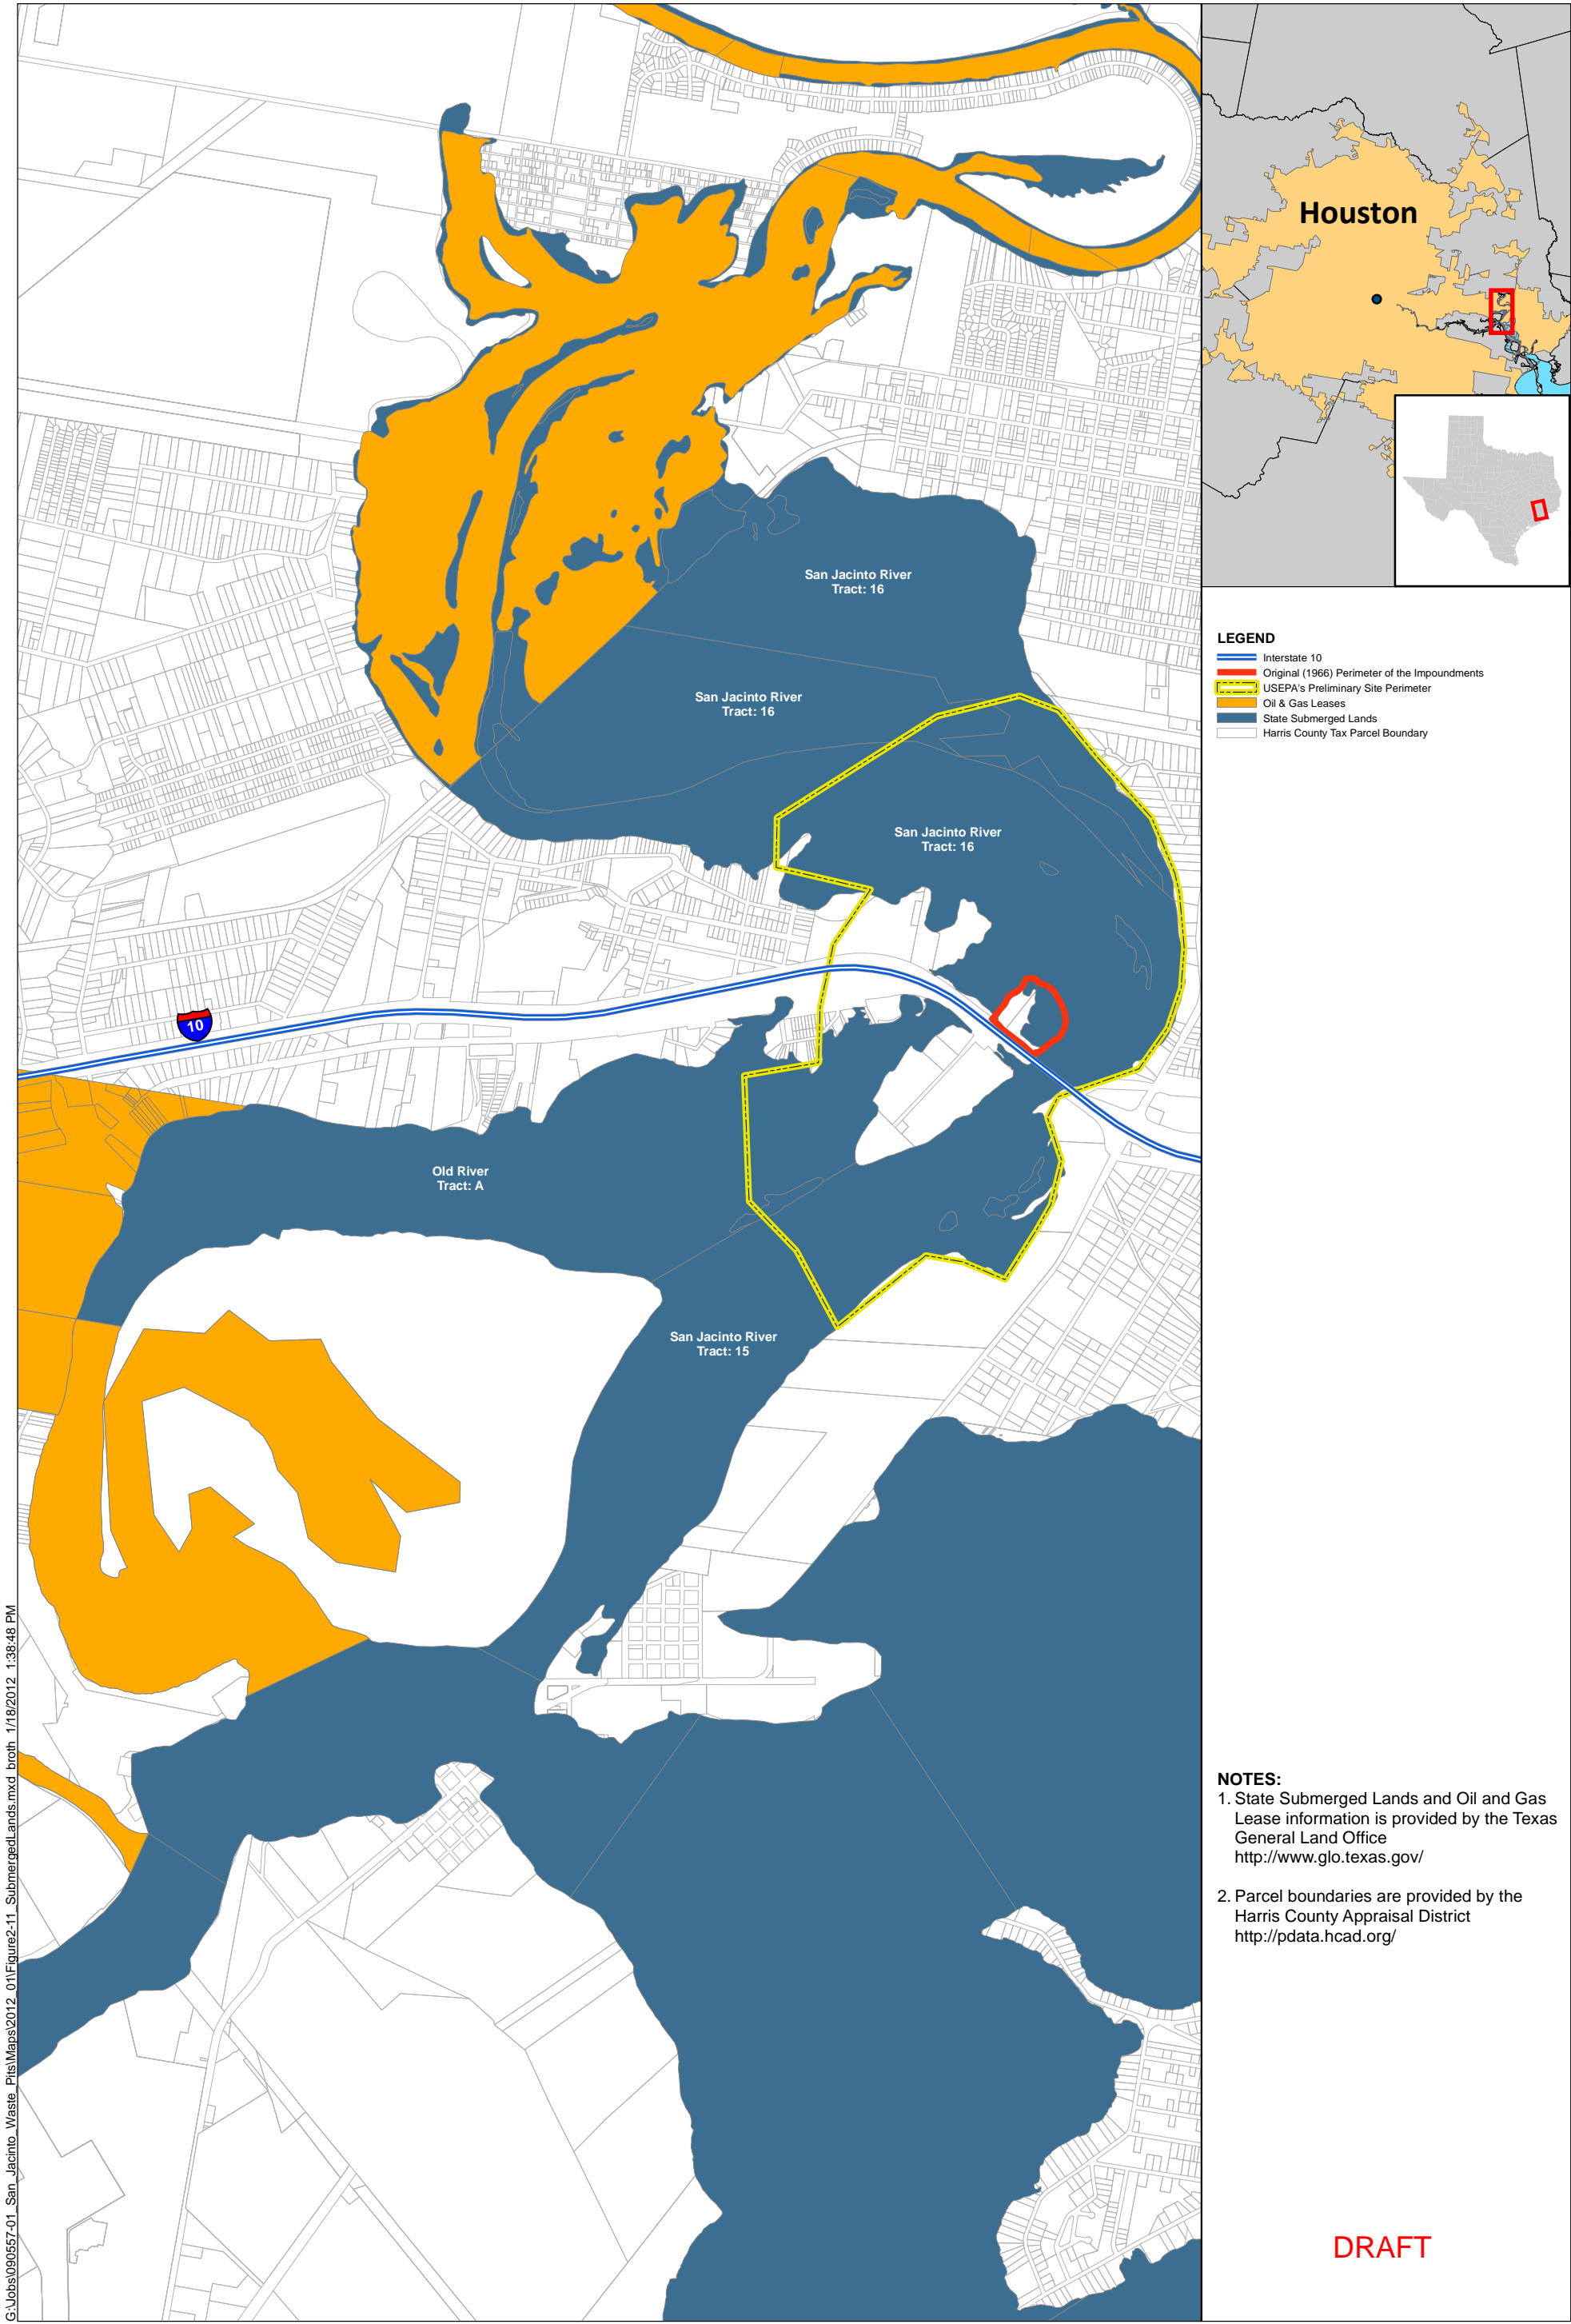 Houston
San Jacinto River
Tract: 16
San Jacinto River
Tract: 16
San Jacinto River
Tract: 16
10
Old River
Tract: A
San Jacinto River
Tract: 15
LEGEND
Interstate 10
Original (1966) Perimeter of the Impoundments
USEPA's Preliminary Site Perimeter
Oil & Gas Leases
State Submerged Lands
Harris County Tax Parcel Boundary
NOTES:
1. State Submerged Lands and Oil and Gas
Lease information is provided by the Texas
General Land Office
http://www.glo.texas.gov/
2. Parcel boundaries are provided by the
Harris County Appraisal District
http://pdata.hcad.org/
DRAFT
G:\Jobs\090557-01_San_Jacinto_Waste_Pits\Maps\2012_01\Figure2-11_SubmergedLands.mxd broth 1/18/2012 1:38:48 PM